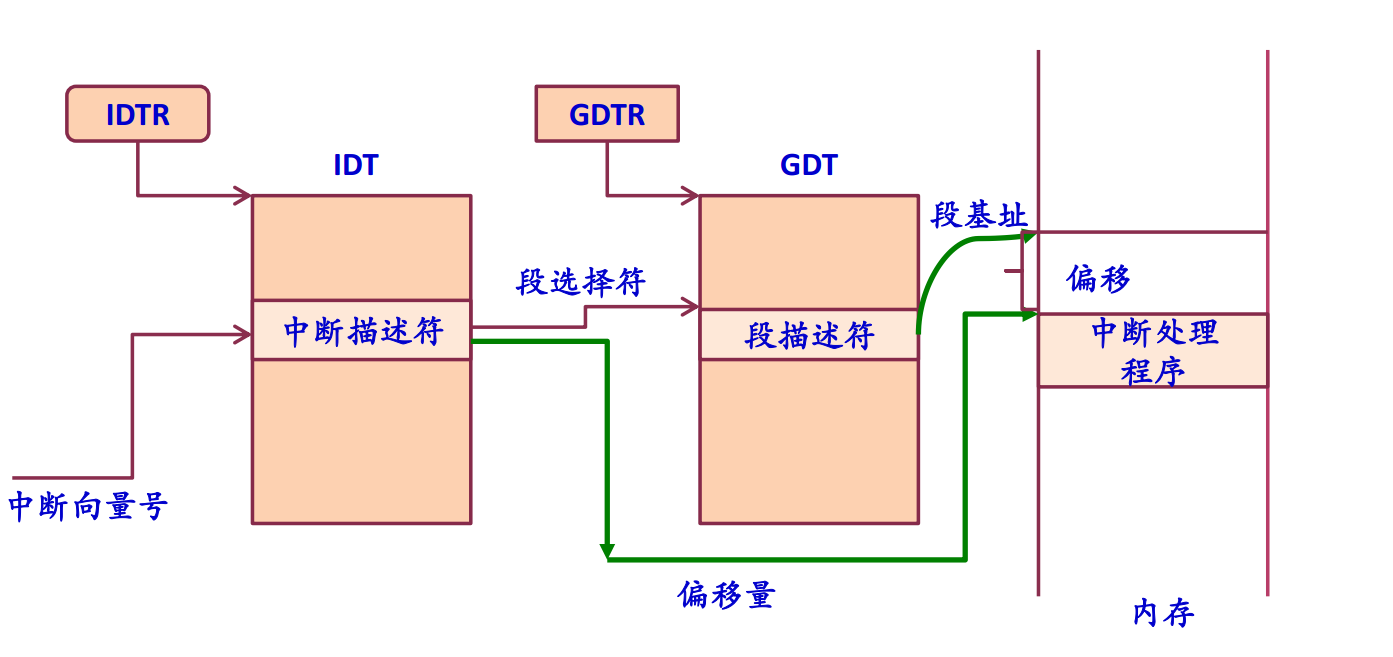 IDTR
GDTR
IDT
GDT
段基址
段选择符
偏移
中断描述符
段描述符
中断处理
程序
中断向量号
偏移量
内存